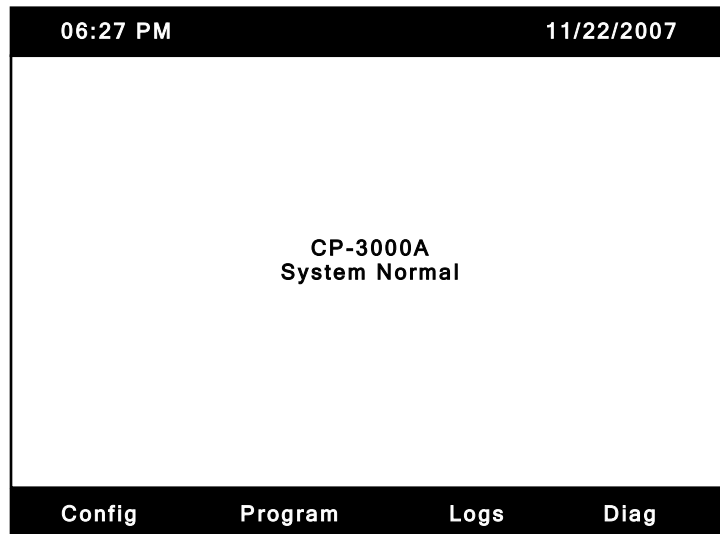 06:27 PM 11/22/2007
CP-3000A
System Normal
Config Program Logs Diag